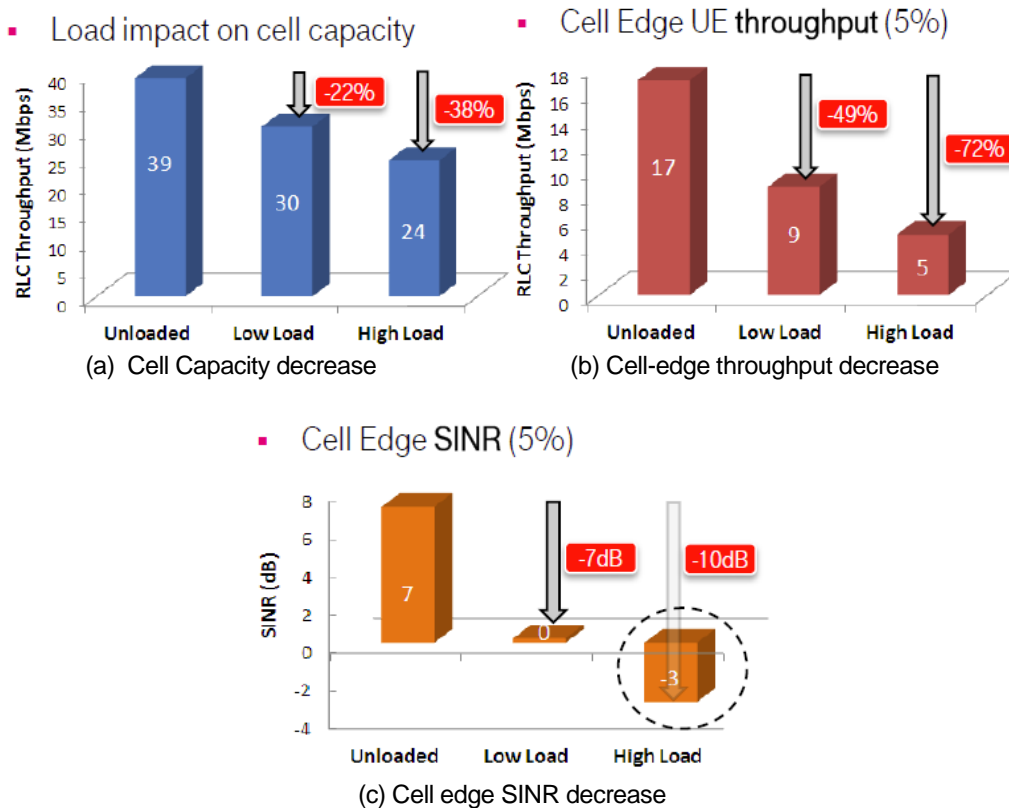 ▪ Load impact on cell capacity
RLC Throughput (Mbps)
40
35
30
25
20
15
10
5
0
39
30
24
-22%
-38%
Unloaded Low Load High Load
(a) Cell Capacity decrease
▪ Cell Edge UE throughput (5%)
RLC Throughput (Mbps)
18
16
14
12
10
8
6
4
2
0
17
9
5
-49%
-72%
Unloaded Low Load High Load
(b) Cell-edge throughput decrease
▪ Cell Edge SINR (5%)
SINR (dB)
8
6
4
2
0
-2
-4
7
0
-3
-7dB
-10dB
Unloaded Low Load High Load
(c) Cell edge SINR decrease